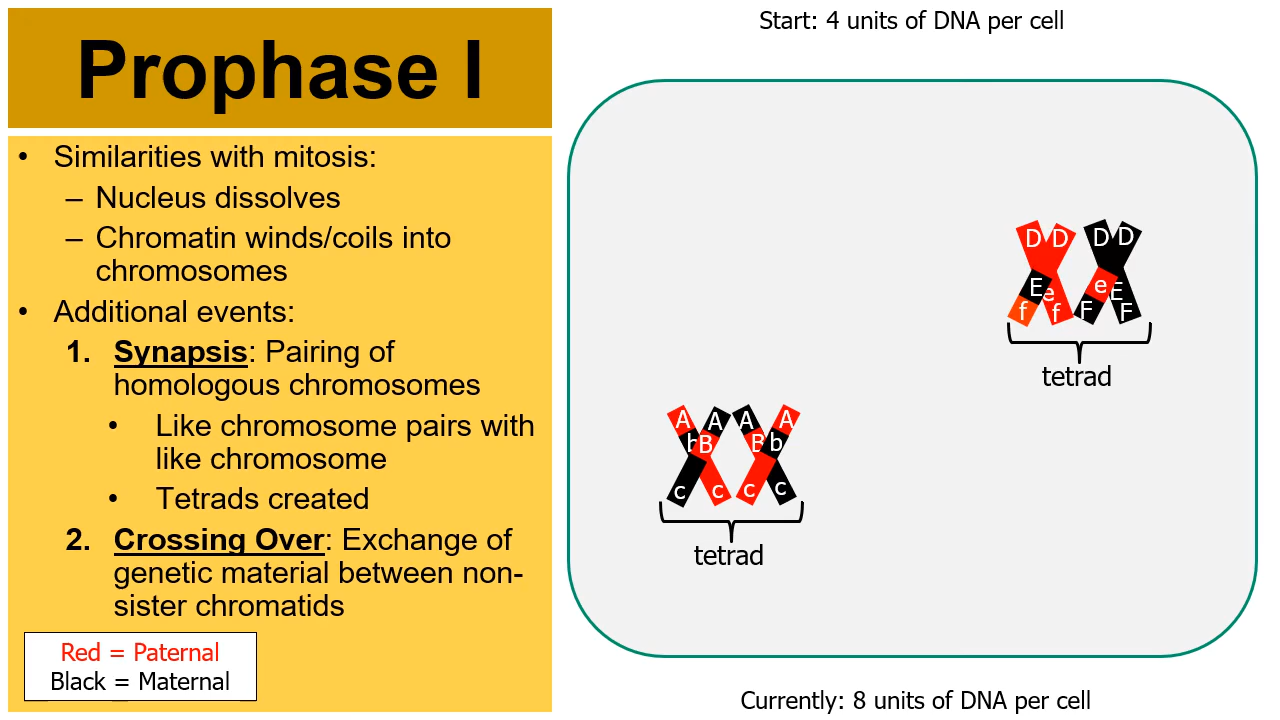 Prophase I
• Similarities with mitosis:
– Nucleus dissolves
– Chromatin winds/coils into
chromosomes
• Additional events:
1. Synapsis: Pairing of
homologous chromosomes
• Like chromosome pairs with
like chromosome
• Tetrads created
2. Crossing Over: Exchange of
genetic material between non-
sister chromatids
Red = Paternal
Black = Maternal
Start: 4 units of DNA per cell
D D D D
E e e E
f f F F
tetrad
A A A A
b B B b
c c c c
tetrad
Currently: 8 units of DNA per cell